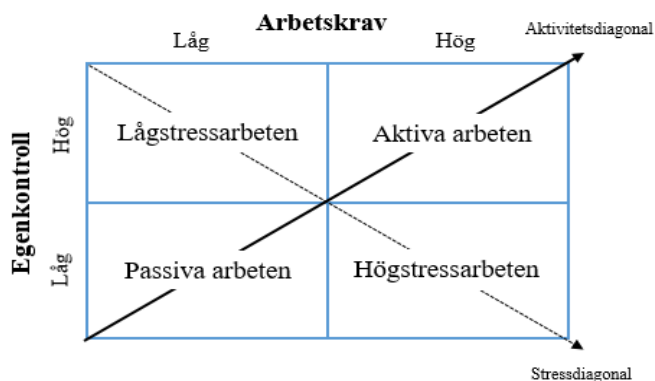 Arbetskrav
Låg
Hög
Aktivitetsdiagonal
Egenkontroll
Hög
Lågstressarbeten
Aktiva arbeten
Låg
Passiva arbeten
Högstressarbeten
Stressdiagonal